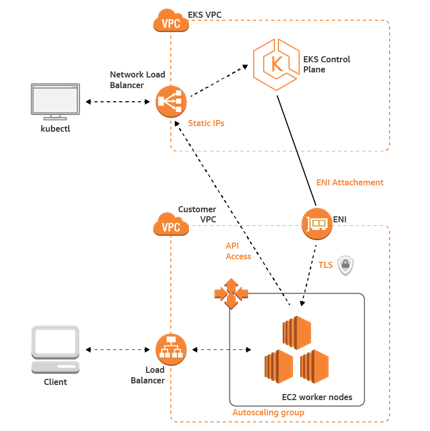 EKS VPC
VPC
EKS Control
Plane
Network Load
Balancer
kubectl
Static IPs
ENI Attachement
Customer
VPC
VPC
ENI
API
Access
TLS
Client
Load
Balancer
EC2 worker nodes
Autoscaling group